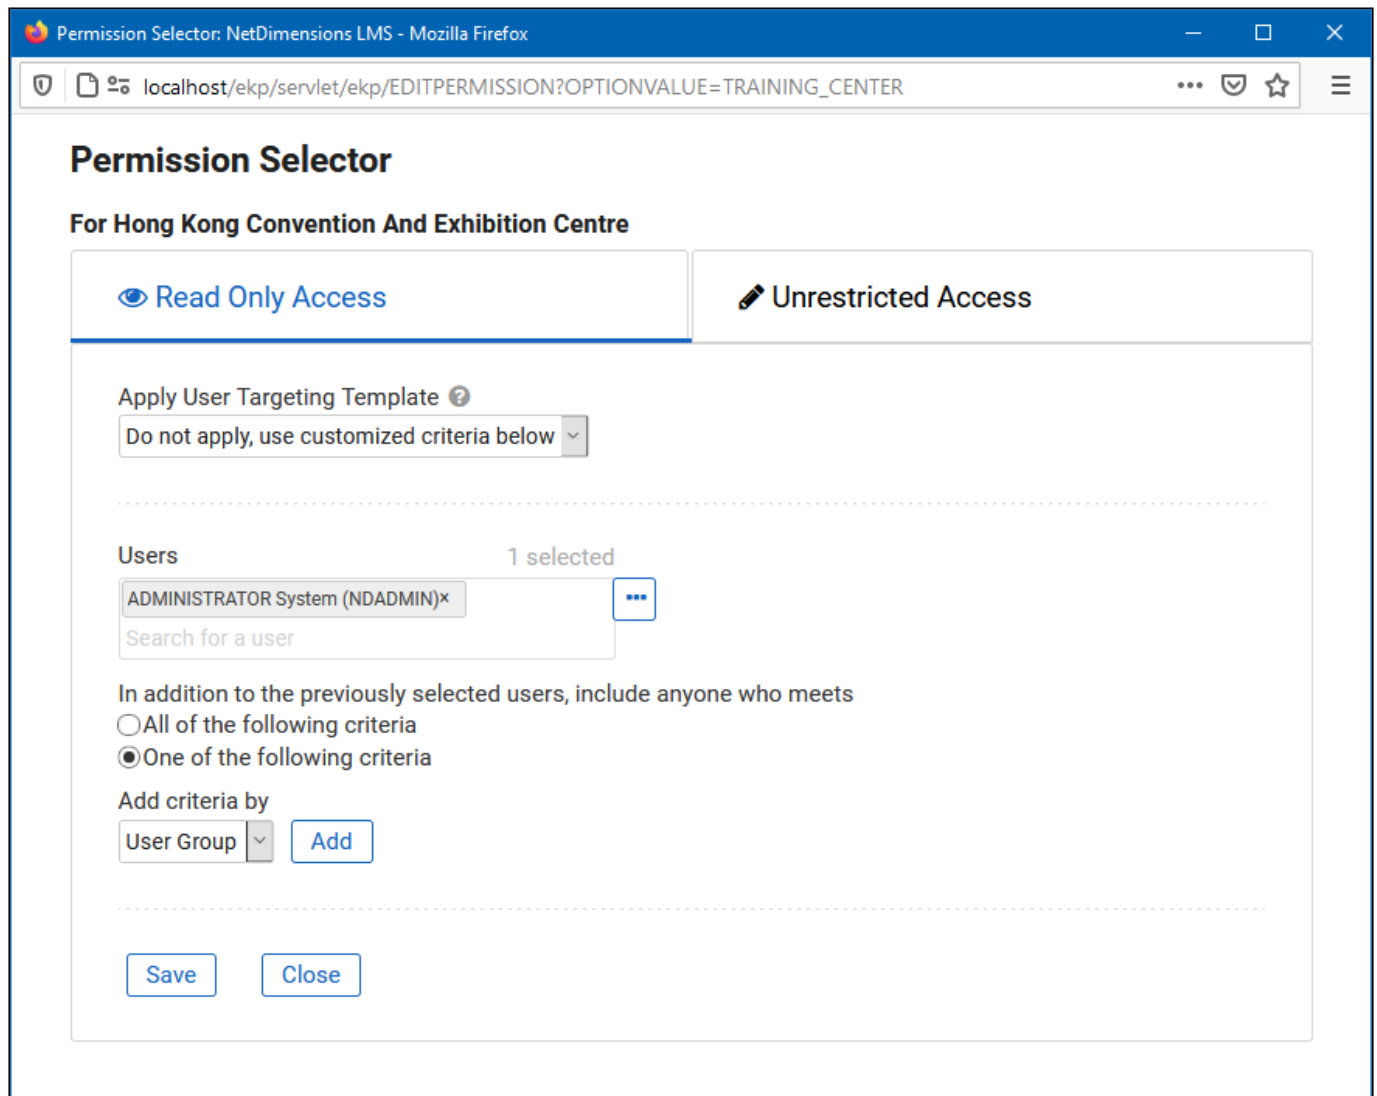 Permission Selector: NetDimensions LMS - Mozilla Firefox
localhost/ekp/servlet/ekp/EDITPERMISSION?OPTIONVALUE=TRAINING_CENTER
Permission Selector
For Hong Kong Convention And Exhibition Centre
Read Only Access
Unrestricted Access
Apply User Targeting Template
Do not apply, use customized criteria below
Users 1 selected
ADMINISTRATOR System (NDADMIN)×
Search for a user
In addition to the previously selected users, include anyone who meets
All of the following criteria
One of the following criteria
Add criteria by
User Group Add
Save Close